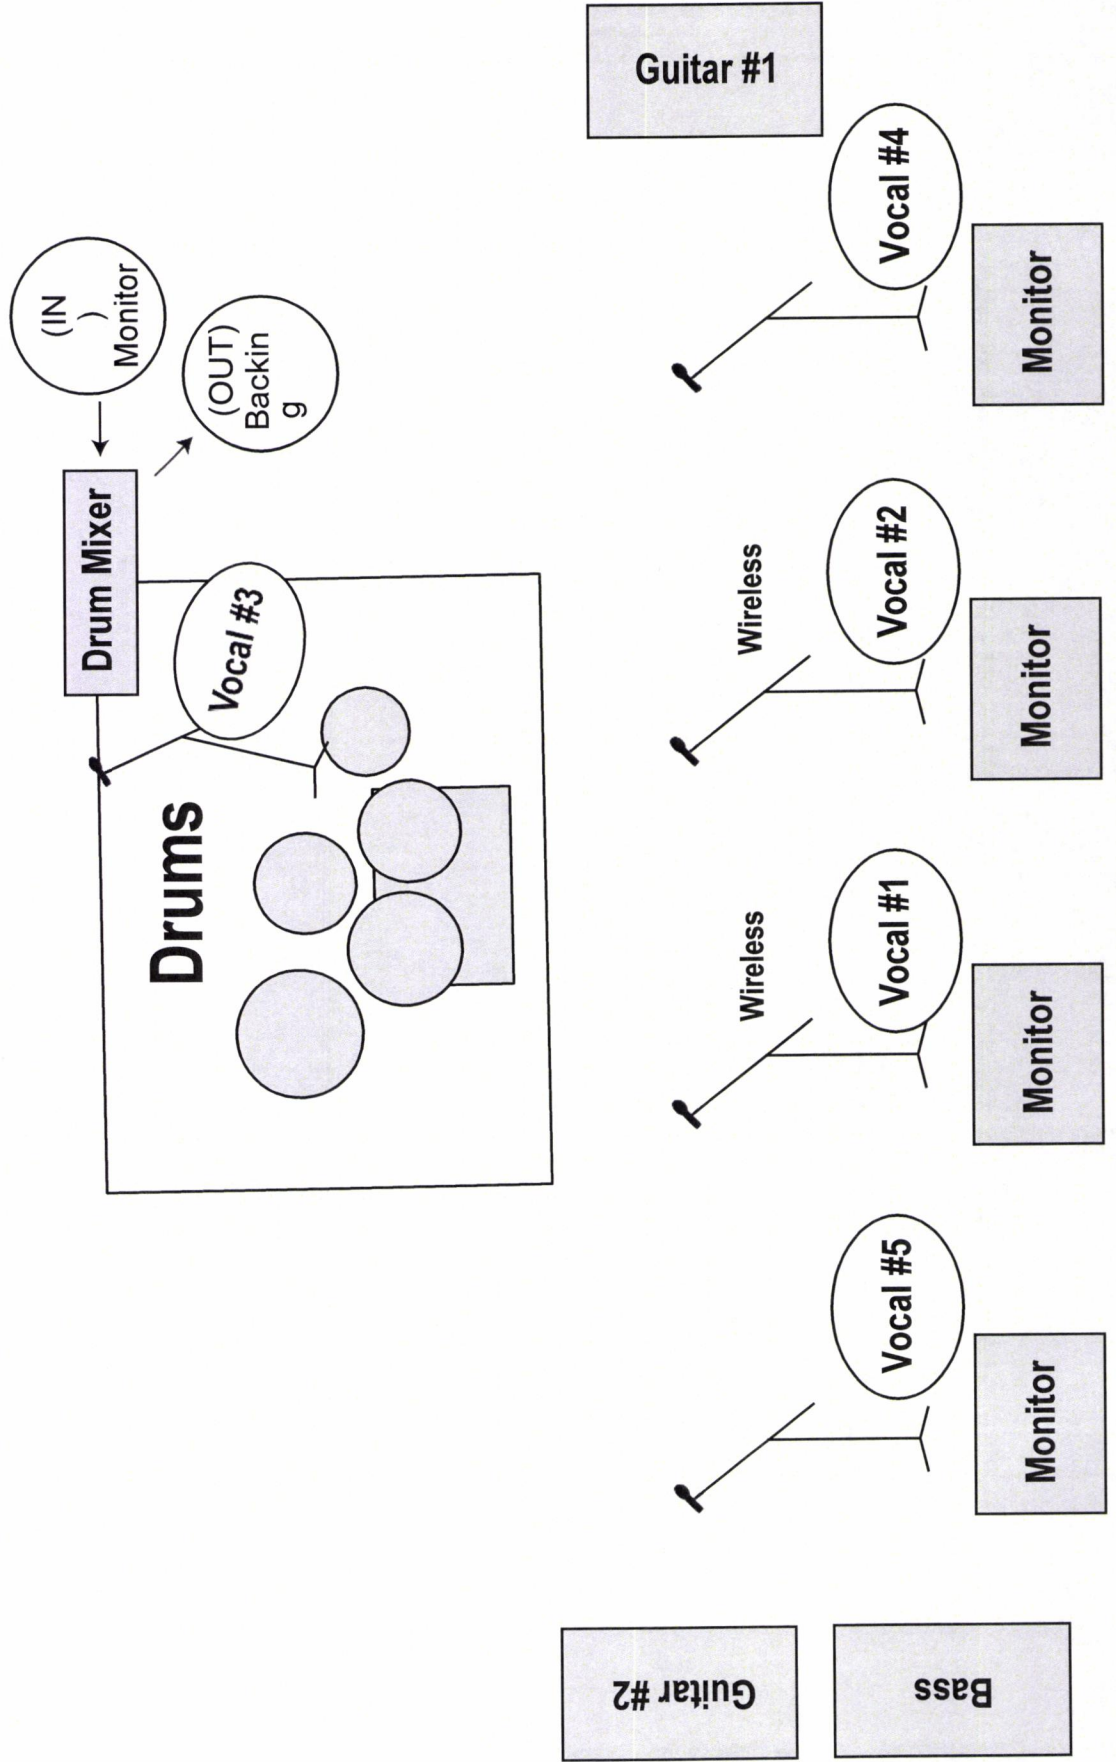 Guitar #1
(IN
)
Monitor
(OUT)
Backin
g
Drum Mixer
Vocal #3
Drums
Vocal #4
Monitor
Wireless
Vocal #2
Monitor
Wireless
Vocal #1
Monitor
Vocal #5
Monitor
Guitar #2
Bass